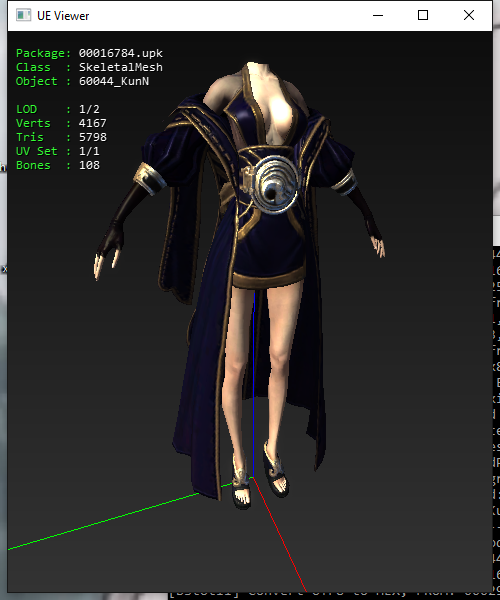 UE Viewer
Package: 00016784.upk
Class : SkeletalMesh
Object : 60044_KunN
LOD : 1/2
Verts : 4167
Tris : 5798
UV Set : 1/1
Bones : 108